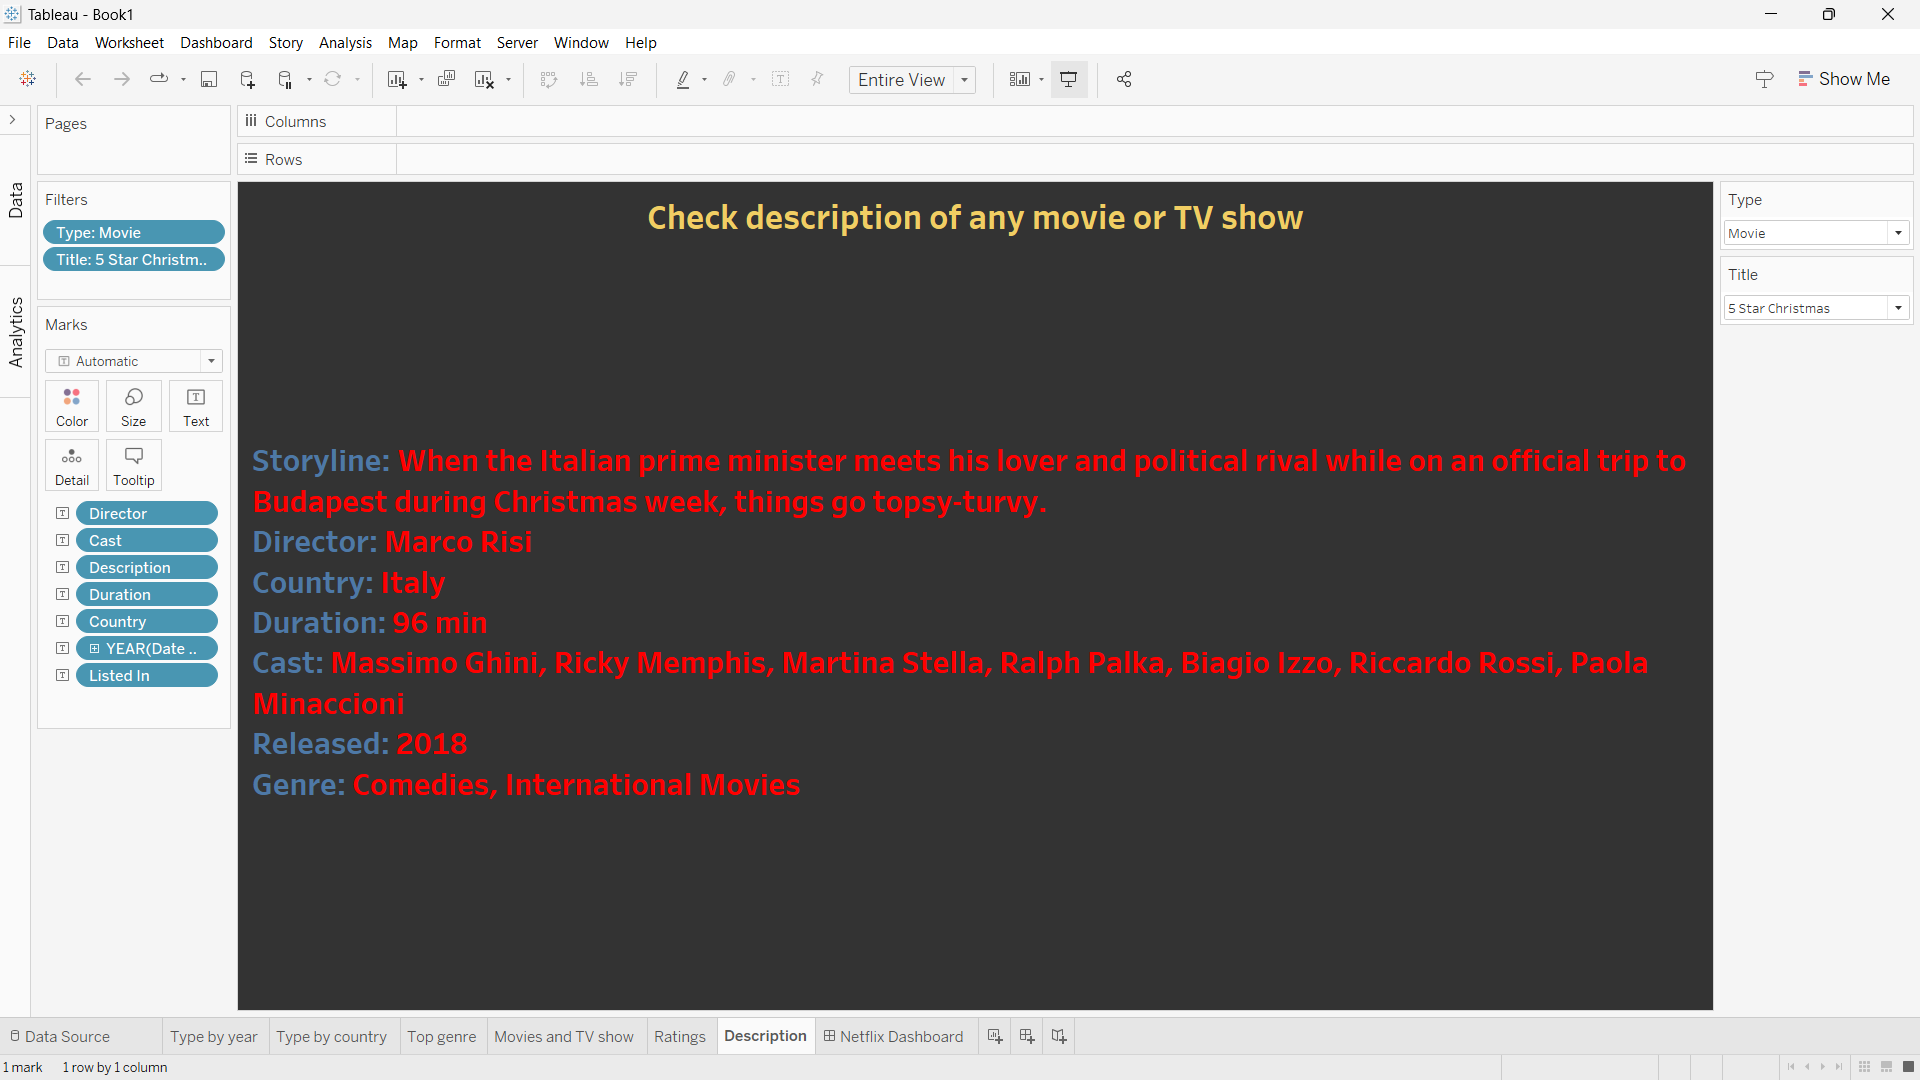 Tableau - Book1
File Data Worksheet Dashboard Story Analysis Map Format Server Window Help
Entire View
Show Me
Pages
Columns
Rows
Data
Analytics
Filters
Type: Movie
Title: 5 Star Christm..
Marks
Automatic
Color Size Text
Detail Tooltip
Director
Cast
Description
Duration
Country
YEAR(Date ..
Listed In
Check description of any movie or TV show
Storyline: When the Italian prime minister meets his lover and political rival while on an official trip to
Budapest during Christmas week, things go topsy-turvy.
Director: Marco Risi
Country: Italy
Duration: 96 min
Cast: Massimo Ghini, Ricky Memphis, Martina Stella, Ralph Palka, Biagio Izzo, Riccardo Rossi, Paola
Minaccioni
Released: 2018
Genre: Comedies, International Movies
Type
Movie
Title
5 Star Christmas
Data Source Type by year Type by country Top genre Movies and TV show Ratings Description Netflix Dashboard
1 mark 1 row by 1 column